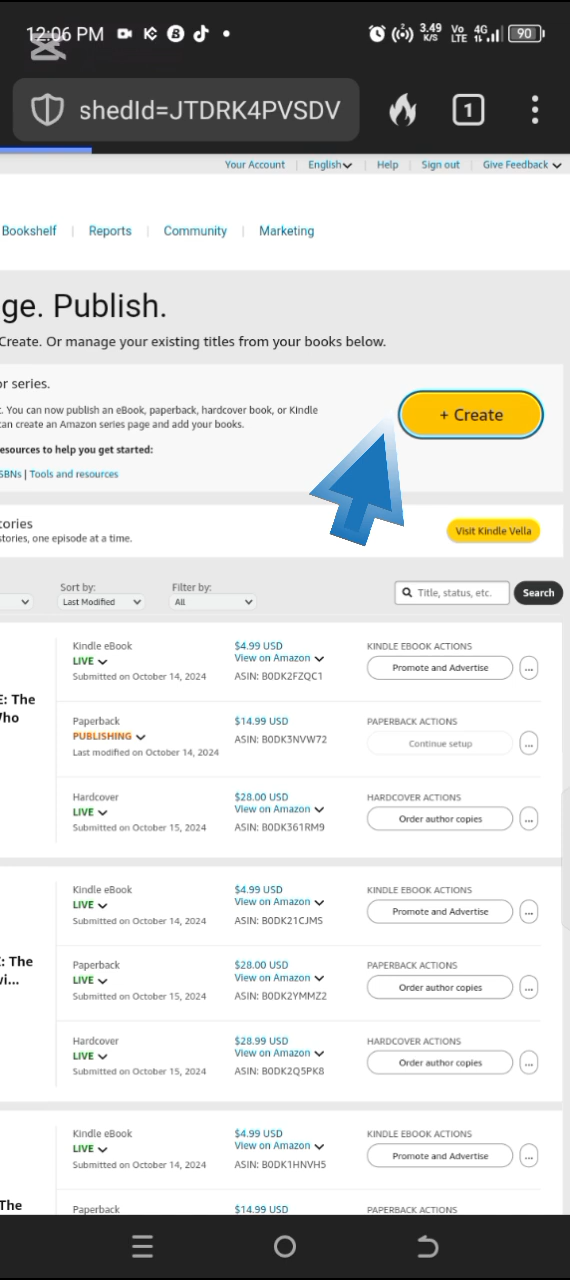 12:06 PM
3.49 K/S Vo LTE 4G 90
shedId=JTDRK4PVSDV
1
Your Account | English | Help | Sign out | Give Feedback
Bookshelf | Reports | Community | Marketing
ge. Publish.
Create. Or manage your existing titles from your books below.
or series.
t. You can now publish an eBook, paperback, hardcover book, or Kindle
can create an Amazon series page and add your books.
+ Create
esources to help you get started:
SBNs | Tools and resources
tories
stories, one episode at a time.
Visit Kindle Vella
Sort by:
Last Modified
Filter by:
All
Title, status, etc.
Search
E: The
ho
Kindle eBook
LIVE
Submitted on October 14, 2024
$4.99 USD
View on Amazon
ASIN: B0DK2FZQC1
KINDLE EBOOK ACTIONS
Promote and Advertise
...
Paperback
PUBLISHING
Last modified on October 14, 2024
$14.99 USD
ASIN: B0DK3NVW72
PAPERBACK ACTIONS
Continue setup
...
Hardcover
LIVE
Submitted on October 15, 2024
$28.00 USD
View on Amazon
ASIN: B0DK361RM9
HARDCOVER ACTIONS
Order author copies
...
: The
wi...
Kindle eBook
LIVE
Submitted on October 14, 2024
$4.99 USD
View on Amazon
ASIN: B0DK21CJMS
KINDLE EBOOK ACTIONS
Promote and Advertise
...
Paperback
LIVE
Submitted on October 15, 2024
$28.00 USD
View on Amazon
ASIN: B0DK2YMMZ2
PAPERBACK ACTIONS
Order author copies
...
Hardcover
LIVE
Submitted on October 15, 2024
$28.99 USD
View on Amazon
ASIN: B0DK2Q5PK8
HARDCOVER ACTIONS
Order author copies
...
The
Kindle eBook
LIVE
Submitted on October 14, 2024
$4.99 USD
View on Amazon
ASIN: B0DK1HNVH5
KINDLE EBOOK ACTIONS
Promote and Advertise
...
Paperback
$14.99 USD
PAPERBACK ACTIONS